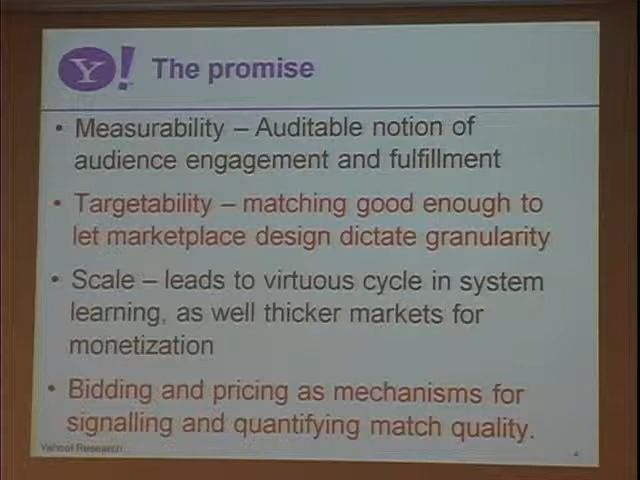 Y! The promise
• Measurability – Auditable notion of
audience engagement and fulfillment
• Targetability – matching good enough to
let marketplace design dictate granularity
• Scale – leads to virtuous cycle in system
learning, as well thicker markets for
monetization
• Bidding and pricing as mechanisms for
signalling and quantifying match quality.
Yahoo! Research